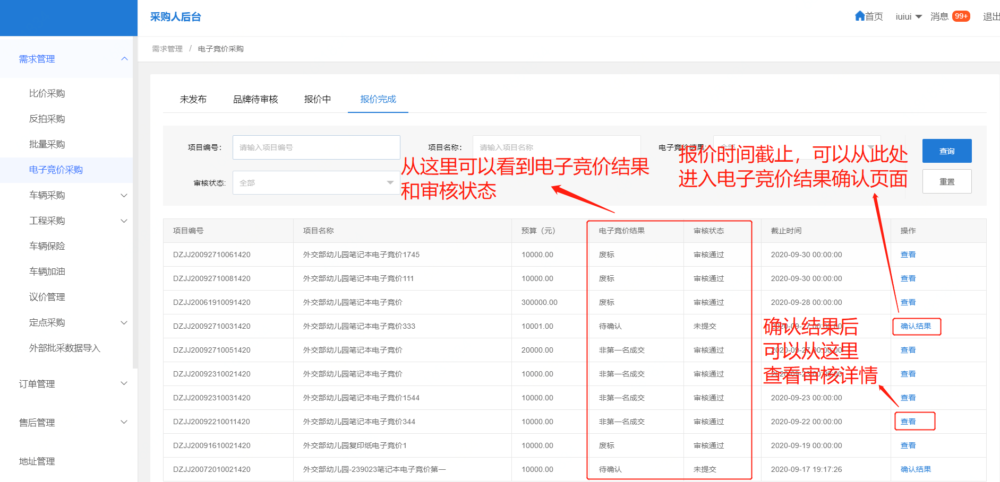 采购人后台
首页 iuiui 消息 99+ 退出
需求管理
比价采购
反拍采购
批量采购
电子竞价采购
车辆采购
工程采购
车辆保险
车辆加油
议价管理
定点采购
外部批采数据导入
订单管理
售后管理
地址管理
需求管理 / 电子竞价采购
未发布 品牌待审核 报价中 报价完成
项目编号： 请输入项目编号 项目名称： 请输入项目名称 电子竞价结果: 全部 查询
审核状态: 全部 重置
从这里可以看到电子竞价结果
和审核状态
报价时间截止，可以从此处
进入电子竞价结果确认页面
项目编号 项目名称 预算（元） 电子竞价结果 审核状态 截止时间 操作
DZJJ20092710061420 外交部幼儿园笔记本电子竞价1745 10000.00 废标 审核通过 2020-09-30 00:00:00 查看
DZJJ20092710081420 外交部幼儿园笔记本电子竞价111 10000.00 废标 审核通过 2020-09-30 00:00:00 查看
DZJJ20061910091420 外交部幼儿园笔记本电子竞价 300000.00 废标 审核通过 2020-09-28 00:00:00 查看
DZJJ20092710031420 外交部幼儿园笔记本电子竞价333 10001.00 待确认 未提交 2020-09-27 00:00:00 确认结果
DZJJ20092710051420 外交部幼儿园笔记本电子竞价 20000.00 非第一名成交 审核通过 2020-09-27 00:00:00 查看
DZJJ20092310021420 外交部幼儿园笔记本电子竞价 10000.00 非第一名成交 审核通过 2020-09-23 00:00:00 查看
DZJJ20092310031420 外交部幼儿园笔记本电子竞价1544 10000.00 非第一名成交 审核通过 2020-09-23 00:00:00 查看
DZJJ20092210011420 外交部幼儿园笔记本电子竞价344 10000.00 非第一名成交 审核通过 2020-09-22 00:00:00 查看
DZJJ20091610021420 外交部幼儿园复印纸电子竞价1 10000.00 废标 审核通过 2020-09-19 00:00:00 查看
DZJJ20072010021420 外交部幼儿园-239023笔记本电子竞价第一 10000.00 待确认 未提交 2020-09-17 19:17:26 确认结果
确认结果后
可以从这里
查看审核详情